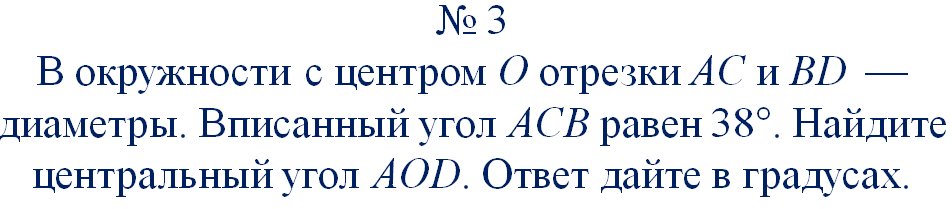 № 3
В окружности с центром O отрезки AC и BD —
диаметры. Вписанный угол ACB равен 38°. Найдите
центральный угол AOD. Ответ дайте в градусах.